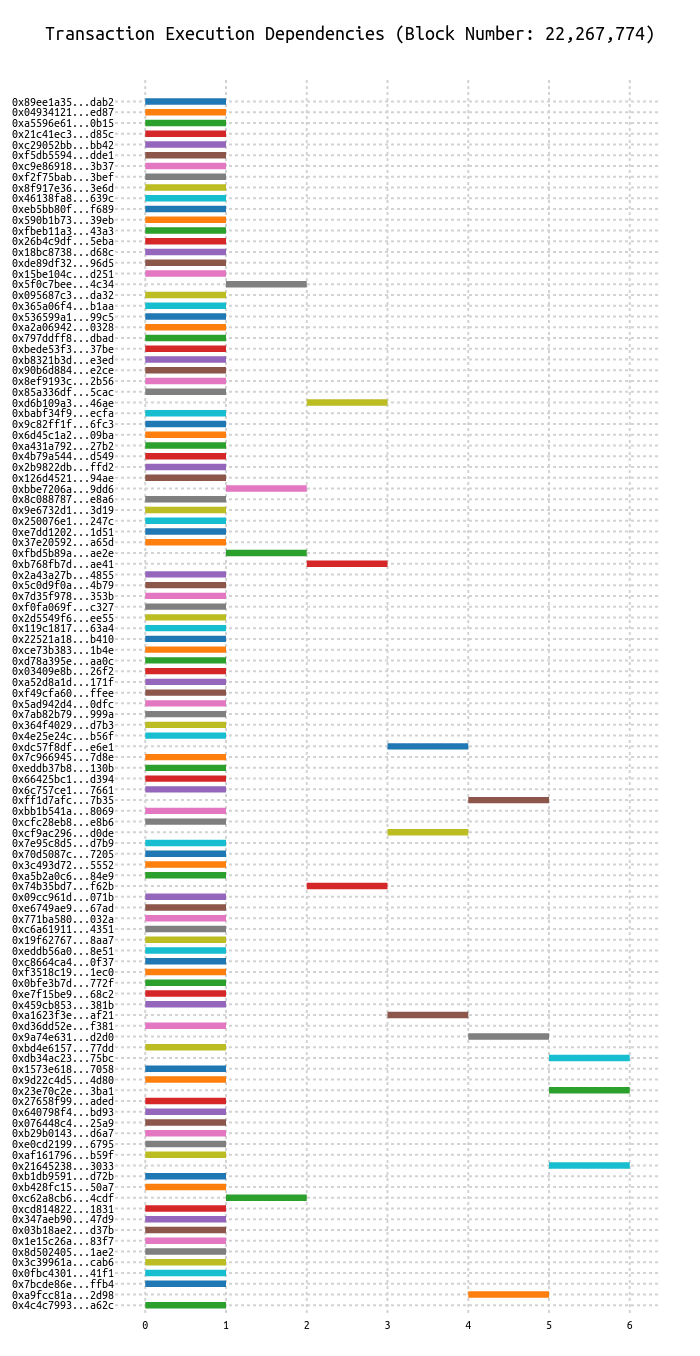 Transaction Execution Dependencies (Block Number: 22,267,774)
0x89ee1a35...dab2
0x04934121...ed87
0xa5596e61...0b15
0x21c41ec3...d85c
0xc29052bb...bb42
0xf5db5594...dde1
0xc9e86918...3b37
0xf2f75bab...3bef
0x8f917e36...3e6d
0x46138fa8...639c
0xeb5bb80f...f689
0x590b1b73...39eb
0xfbeb11a3...43a3
0x26b4c9df...5eba
0x18bc8738...d68c
0xde89df32...96d5
0x15be104c...d251
0x5f0c7bee...4c34
0x095687c3...da32
0x365a06f4...b1aa
0x536599a1...99c5
0xa2a06942...0328
0x797ddff8...dbad
0xbede53f3...37be
0xb8321b3d...e3ed
0x90b6d884...e2ce
0x8ef9193c...2b56
0x85a336df...5cac
0xd6b109a3...46ae
0xbabf34f9...ecfa
0x9c82ff1f...6fc3
0x6d45c1a2...09ba
0xa431a792...27b2
0x4b79a544...d549
0x2b9822db...ffd2
0x126d4521...94ae
0xbbe7206a...9dd6
0x8c088787...e8a6
0x9e6732d1...3d19
0x250076e1...247c
0xe7dd1202...1d51
0x37e20592...a65d
0xfbd5b89a...ae2e
0xb768fb7d...ae41
0x2a43a27b...4855
0x5c0d9f0a...4b79
0x7d35f978...353b
0xf0fa069f...c327
0x2d5549f6...ee55
0x119c1817...63a4
0x22521a18...b410
0xce73b383...1b4e
0xd78a395e...aa0c
0x03409e8b...26f2
0xa52d8a1d...171f
0xf49cfa60...ffee
0x5ad942d4...0dfc
0x7ab82b79...999a
0x364f4029...d7b3
0x4e25e24c...b56f
0xdc57f8df...e6e1
0x7c966945...7d8e
0xeddb37b8...130b
0x66425bc1...d394
0x6c757ce1...7661
0xff1d7afc...7b35
0xbb1b541a...8069
0xcfc28eb8...e8b6
0xcf9ac296...d0de
0x7e95c8d5...d7b9
0x70d5087c...7205
0x3c493d72...5552
0xa5b2a0c6...84e9
0x74b35bd7...f62b
0x09cc961d...071b
0xe6749ae9...67ad
0x771ba580...032a
0xc6a61911...4351
0x19f62767...8aa7
0xeddb56a0...8e51
0xc8664ca4...0f37
0xf3518c19...1ec0
0x0bfe3b7d...772f
0xe7f15be9...68c2
0x459cb853...381b
0xa1623f3e...af21
0xd36dd52e...f381
0x9a74e631...d2d0
0xbd4e6157...77dd
0xdb34ac23...75bc
0x1573e618...7058
0x9d22c4d5...4d80
0x23e70c2e...3ba1
0x27658f99...aded
0x640798f4...bd93
0x076448c4...25a9
0xb29b0143...d6a7
0xe0cd2199...6795
0xaf161796...b59f
0x21645238...3033
0xb1db9591...d72b
0xb428fc15...50a7
0xc62a8cb6...4cdf
0xcd814822...1831
0x347aeb90...47d9
0x03b18ae2...d37b
0x1e15c26a...83f7
0x8d502405...1ae2
0x3c39961a...cab6
0x0fbc4301...41f1
0x7bcde86e...ffb4
0xa9fcc81a...2d98
0x4c4c7993...a62c
0 1 2 3 4 5 6